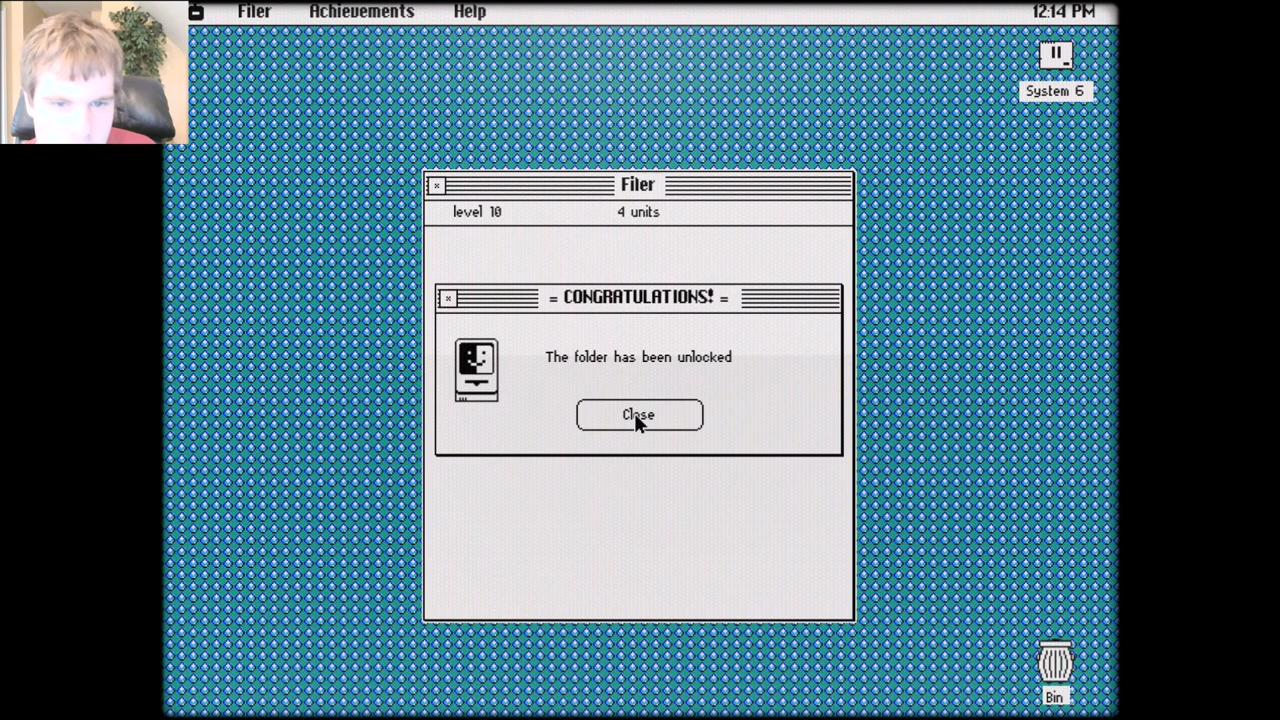 Filer Achievements Help 12:14 PM
System 6
Filer
level 10 4 units
= CONGRATULATIONS! =
The folder has been unlocked
Close
Bin